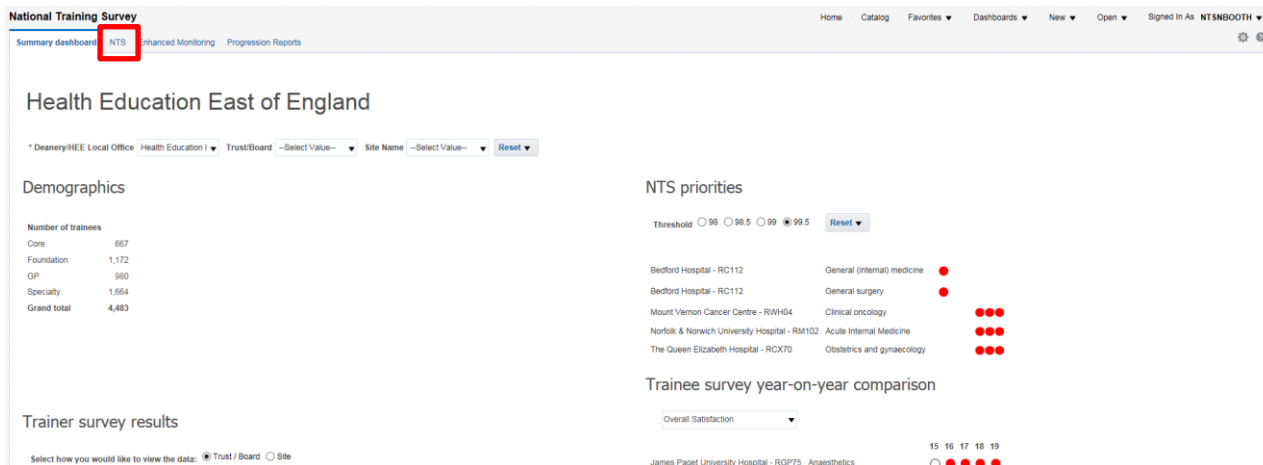 National Training Survey
Home Catalog Favorites Dashboards New Open Signed In As NTSNBOOTH
Summary dashboard NTS Enhanced Monitoring Progression Reports
Health Education East of England
* Deanery/HEE Local Office Health Education I Trust/Board --Select Value-- Site Name --Select Value-- Reset
Demographics
Number of trainees
Core 667
Foundation 1,172
GP 980
Specialty 1,664
Grand total 4,483
Trainer survey results
Select how you would like to view the data: Trust / Board Site
NTS priorities
Threshold 98 98.5 99 99.5 Reset
Bedford Hospital - RC112 General (internal) medicine
Bedford Hospital - RC112 General surgery
Mount Vernon Cancer Centre - RWH04 Clinical oncology
Norfolk & Norwich University Hospital - RM102 Acute Internal Medicine
The Queen Elizabeth Hospital - RCX70 Obstetrics and gynaecology
Trainee survey year-on-year comparison
Overall Satisfaction
15 16 17 18 19
James Paget University Hospital - RGP75 Anaesthetics